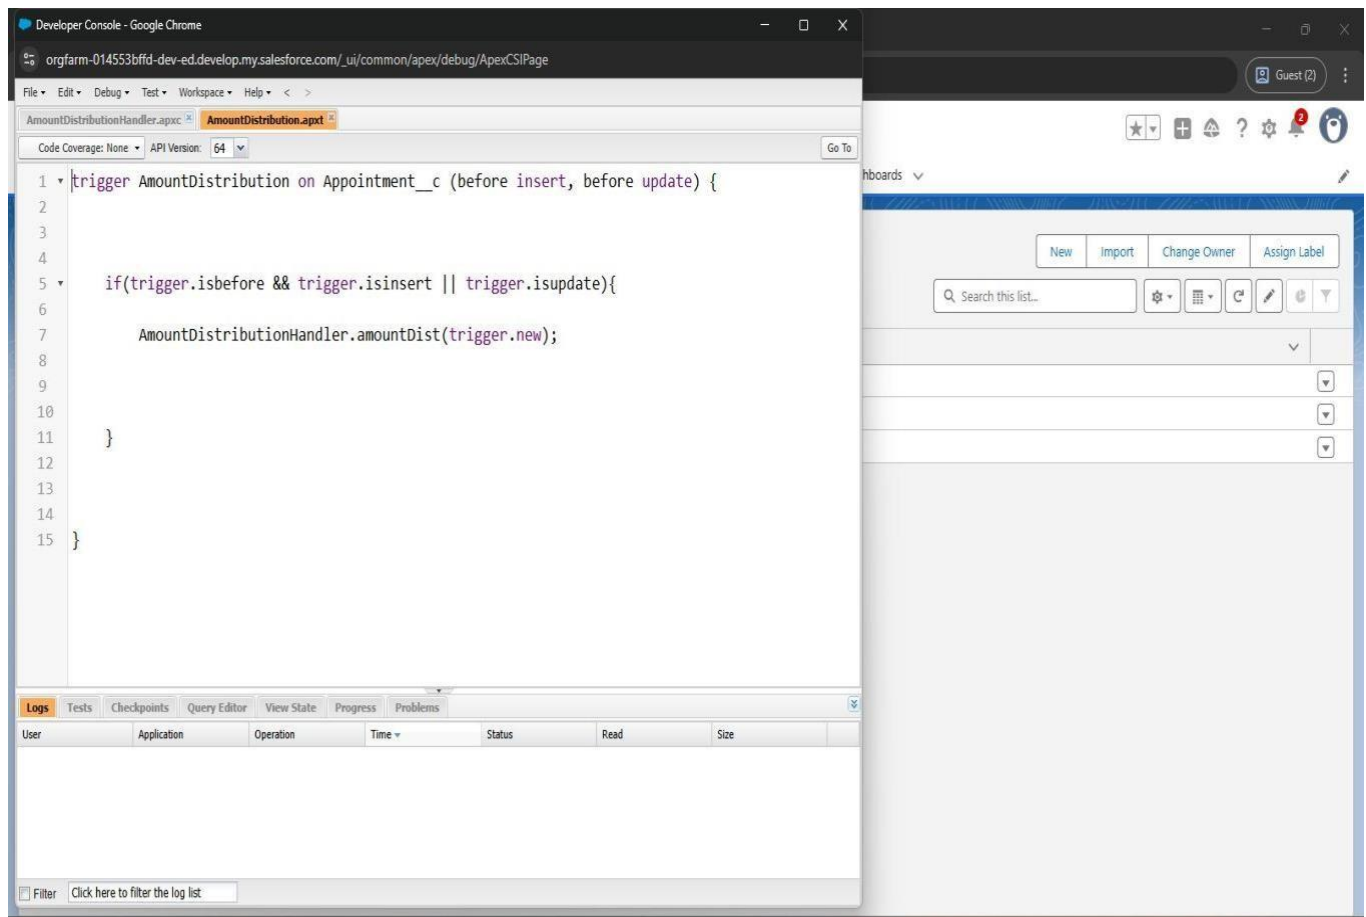 Developer Console - Google Chrome
orgfarm-014553bffd-dev-ed.develop.my.salesforce.com/_ui/common/apex/debug/ApexCSIPage
Guest (2)
File Edit Debug Test Workspace Help < >
AmountDistributionHandler.apxc AmountDistribution.apxt
2
Code Coverage: None API Version: 64 Go To
hboards
1 trigger AmountDistribution on Appointment__c (before insert, before update) {
2
3
4
5 if(trigger.isbefore && trigger.isinsert || trigger.isupdate){
6
7 AmountDistributionHandler.amountDist(trigger.new);
8
9
10
11 }
12
13
14
15 }
New Import Change Owner Assign Label
Search this list...
Logs Tests Checkpoints Query Editor View State Progress Problems
User Application Operation Time Status Read Size
Filter Click here to filter the log list